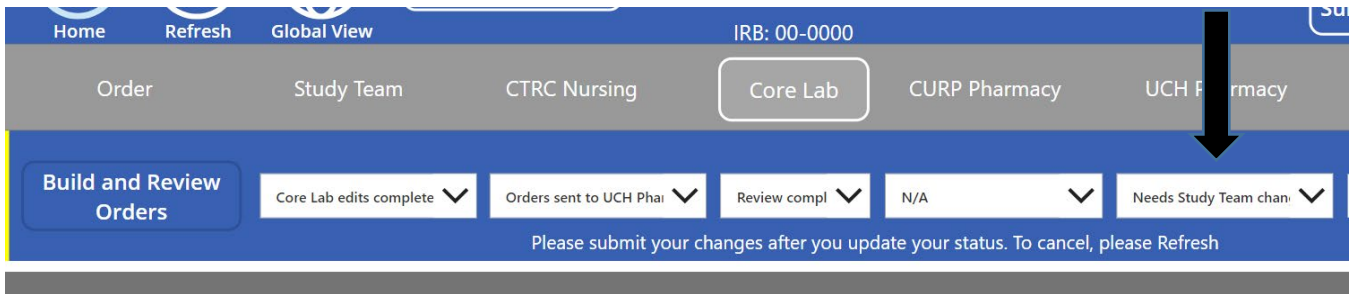 Home Refresh Global View
IRB: 00-0000
Order Study Team CTRC Nursing Core Lab CURP Pharmacy UCH
Build and Review
Orders
Core Lab edits complete Orders sent to UCH Review compl N/A Needs Study Team
Please submit your changes after you update your status. To cancel, please Refresh